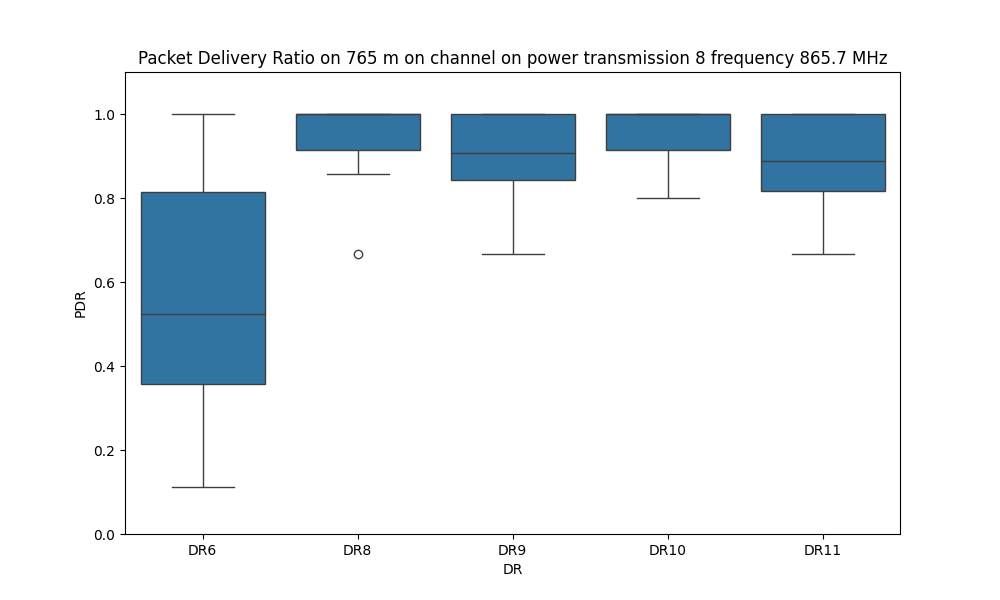 Packet Delivery Ratio on 765 m on channel on power transmission 8 frequency 865.7 MHz
1.0
0.8
0.6
0.4
0.2
0.0
PDR
DR6 DR8 DR9 DR10 DR11
DR